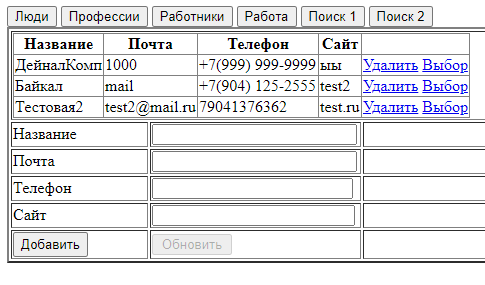 Люди Профессии Работники Работа Поиск 1 Поиск 2
Название Почта Телефон Сайт
ДейналКомп 1000 +7(999) 999-9999 ыы Удалить Выбор
Байкал mail +7(904) 125-2555 test2 Удалить Выбор
Тестовая2 test2@mail.ru 79041376362 test.ru Удалить Выбор
Название
Почта
Телефон
Сайт
Добавить Обновить